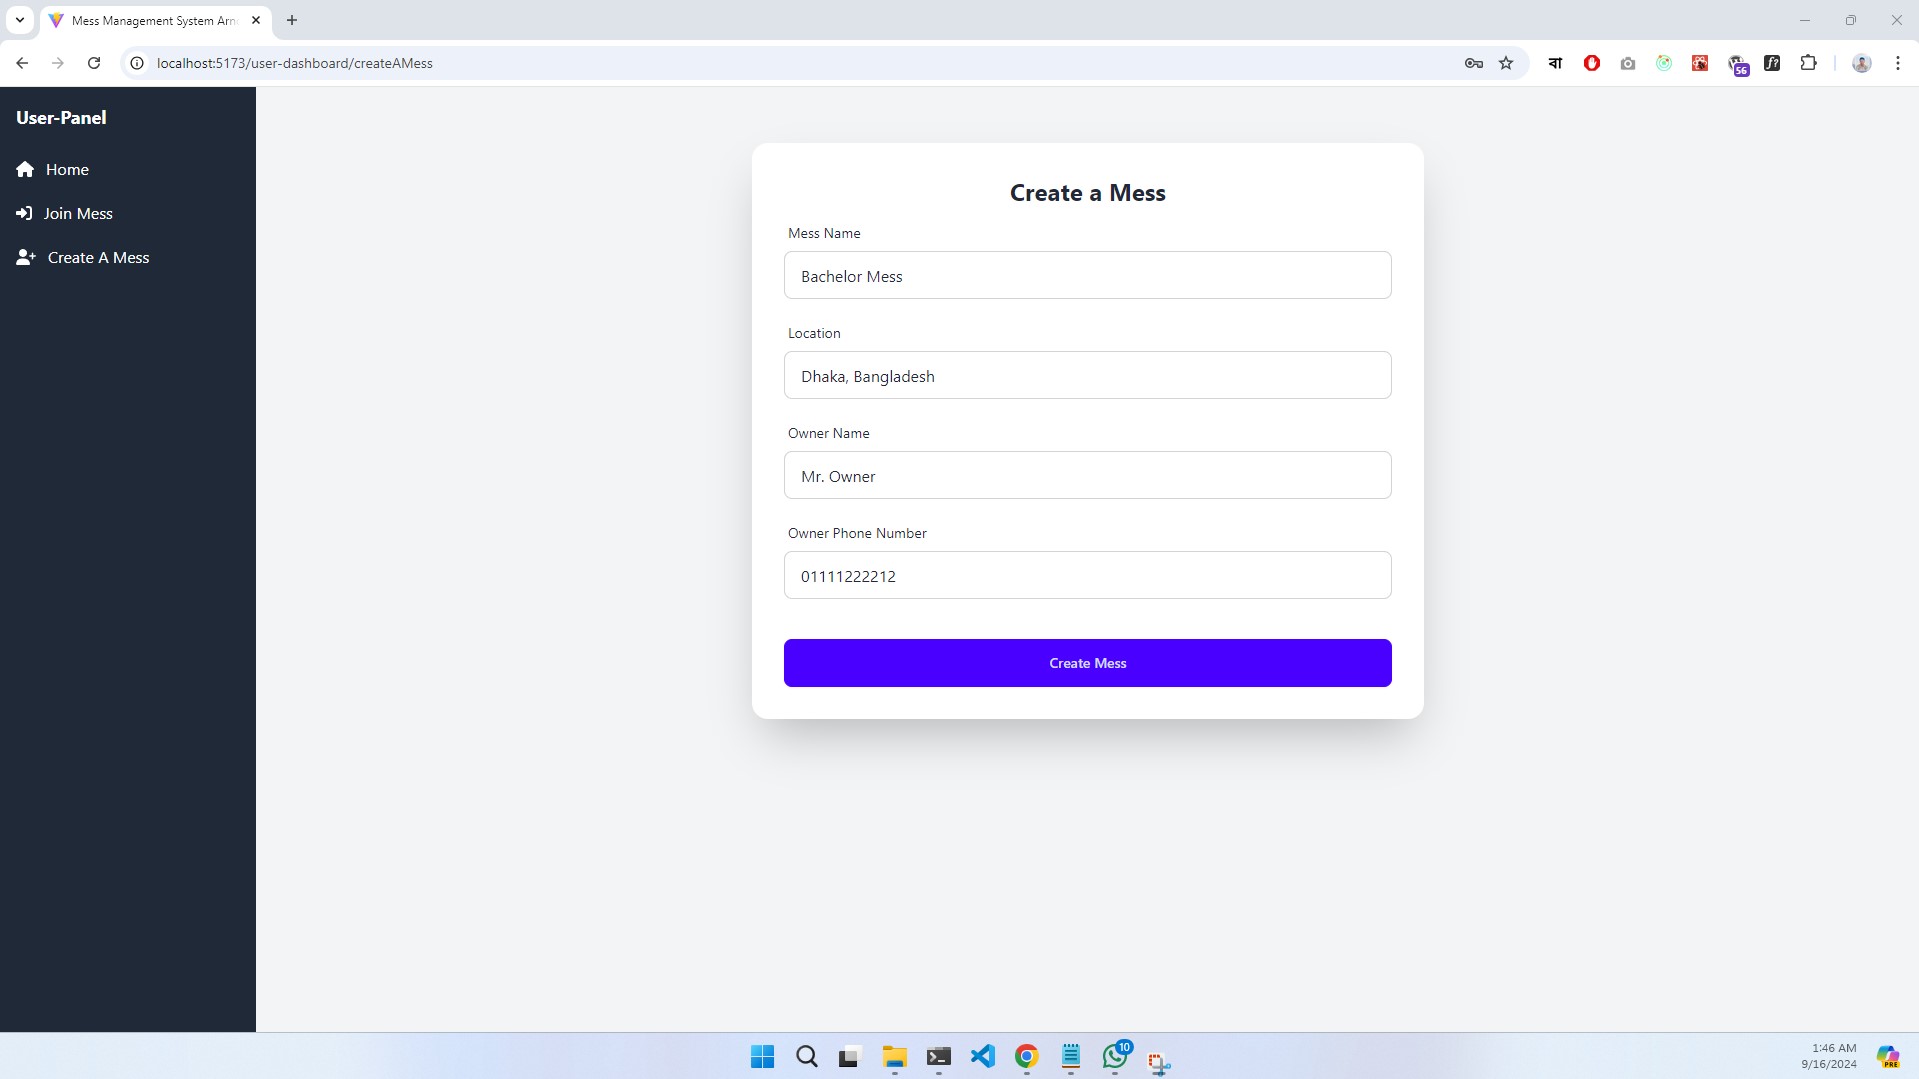 Mess Management System Arn
localhost:5173/user-dashboard/createAMess
বা
f?
56
User-Panel
Home
Join Mess
Create A Mess
Create a Mess
Mess Name
Bachelor Mess
Location
Dhaka, Bangladesh
Owner Name
Mr. Owner
Owner Phone Number
01111222212
Create Mess
10
1:46 AM
9/16/2024
PRE